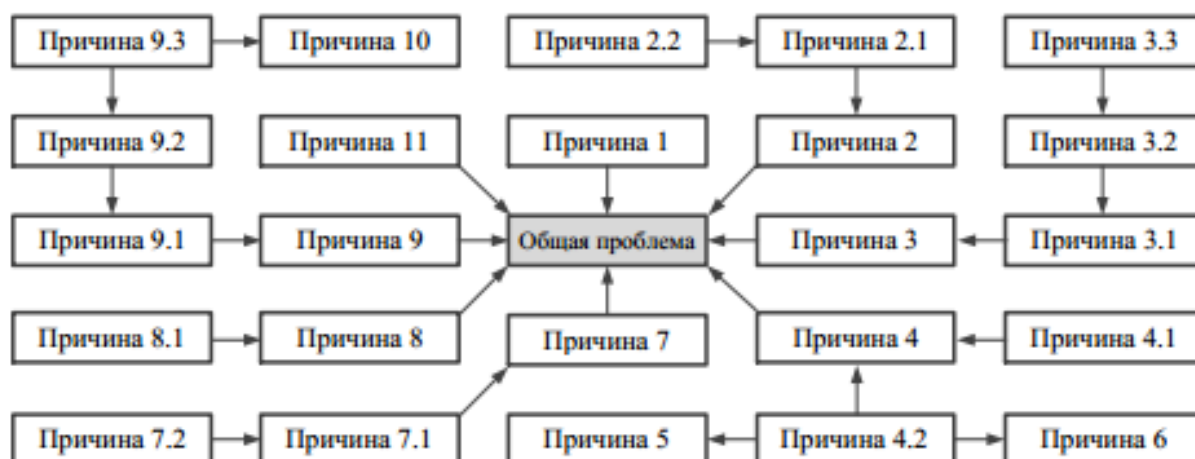 Причина 9.3
Причина 10
Причина 2.2
Причина 2.1
Причина 3.3
Причина 9.2
Причина 11
Причина 1
Причина 2
Причина 3.2
Причина 9.1
Причина 9
Общая проблема
Причина 3
Причина 3.1
Причина 8.1
Причина 8
Причина 7
Причина 4
Причина 4.1
Причина 7.2
Причина 7.1
Причина 5
Причина 4.2
Причина 6